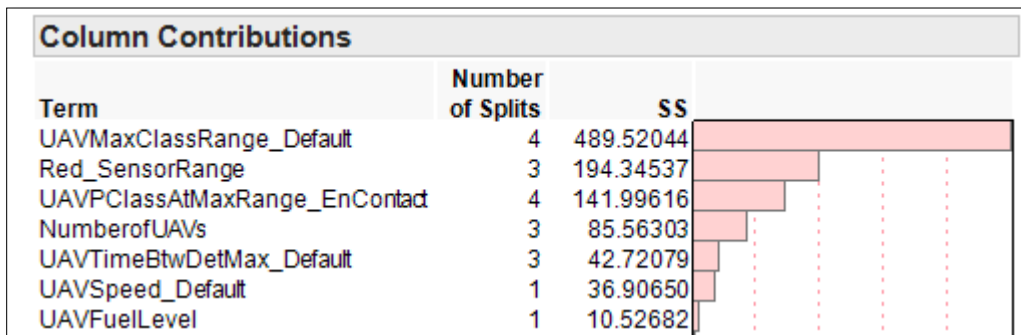 Column Contributions
Number
Term of Splits SS
UAVMaxClassRange_Default 4 489.52044
Red_SensorRange 3 194.34537
UAVPClassAtMaxRange_EnContact 4 141.99616
NumberofUAVs 3 85.56303
UAVTimeBtwDetMax_Default 3 42.72079
UAVSpeed_Default 1 36.90650
UAVFuelLevel 1 10.52682